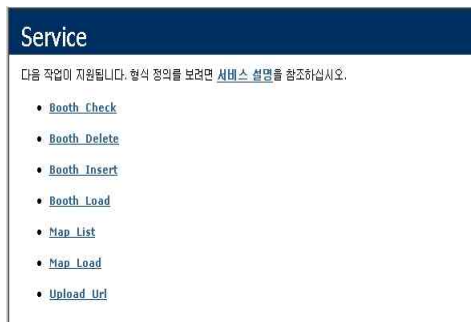 Service
다음 작업이 지원됩니다. 형식 정의를 보려면 서비스 설명을 참조하십시오.
Booth_Check
Booth_Delete
Booth_Insert
Booth_Load
Map_List
Map_Load
Upload_Url